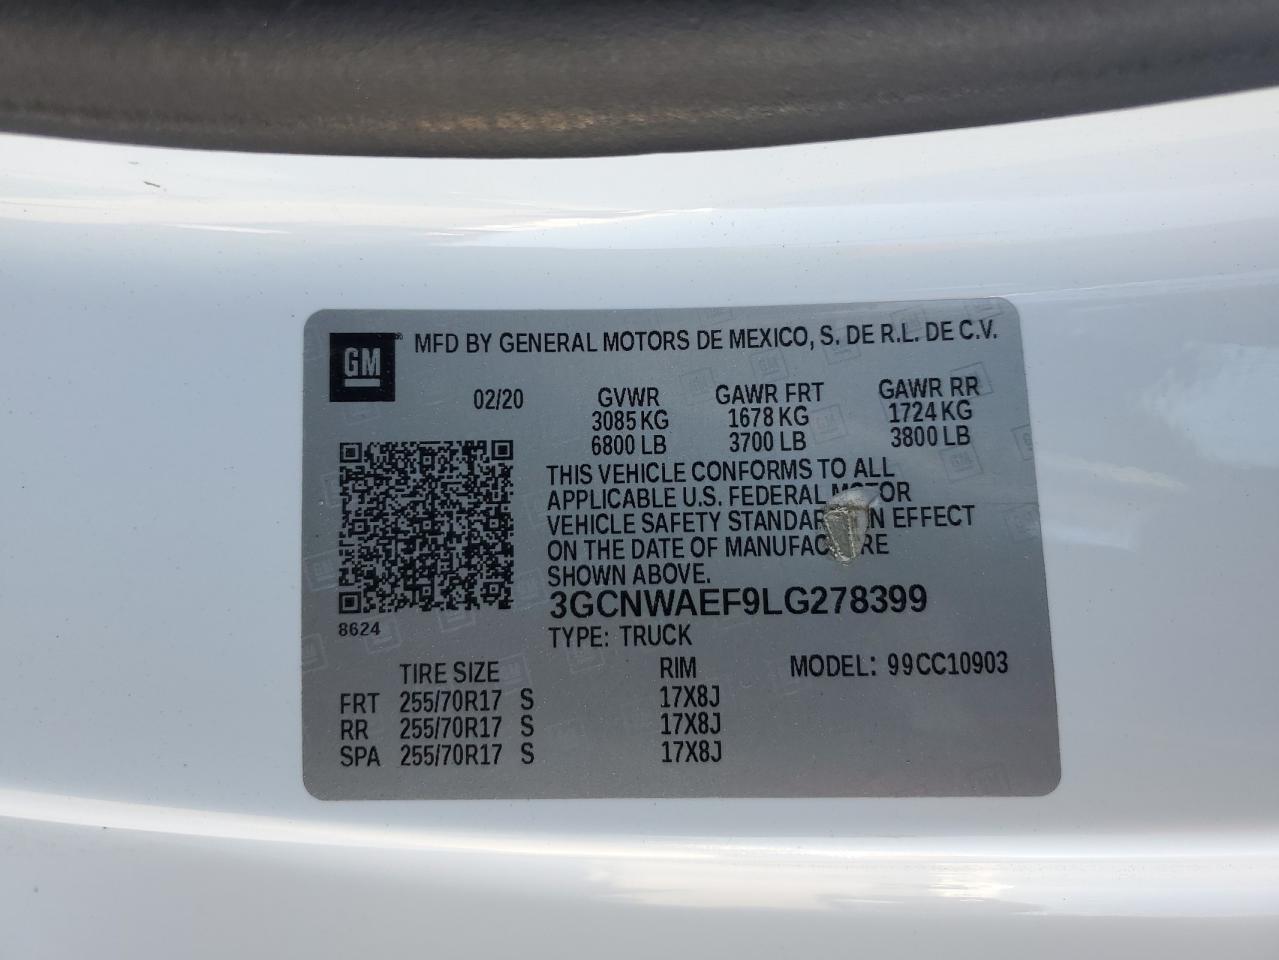 GM
MFD BY GENERAL MOTORS DE MEXICO, S. DE R.L. DE C.V.
02/20 GVWR GAWR FRT GAWR RR
3085 KG 1678 KG 1724 KG
6800 LB 3700 LB 3800 LB
THIS VEHICLE CONFORMS TO ALL
APPLICABLE U.S. FEDERAL MOTOR
VEHICLE SAFETY IN EFFECT
ON THE DATE OF
SHOWN ABOVE.
3GCNWAEF9LG278399
8624
TYPE: TRUCK
TIRE SIZE RIM MODEL: 99CC10903
FRT 255/70R17 S 17X8J
RR 255/70R17 S 17X8J
SPA 255/70R17 S 17X8J